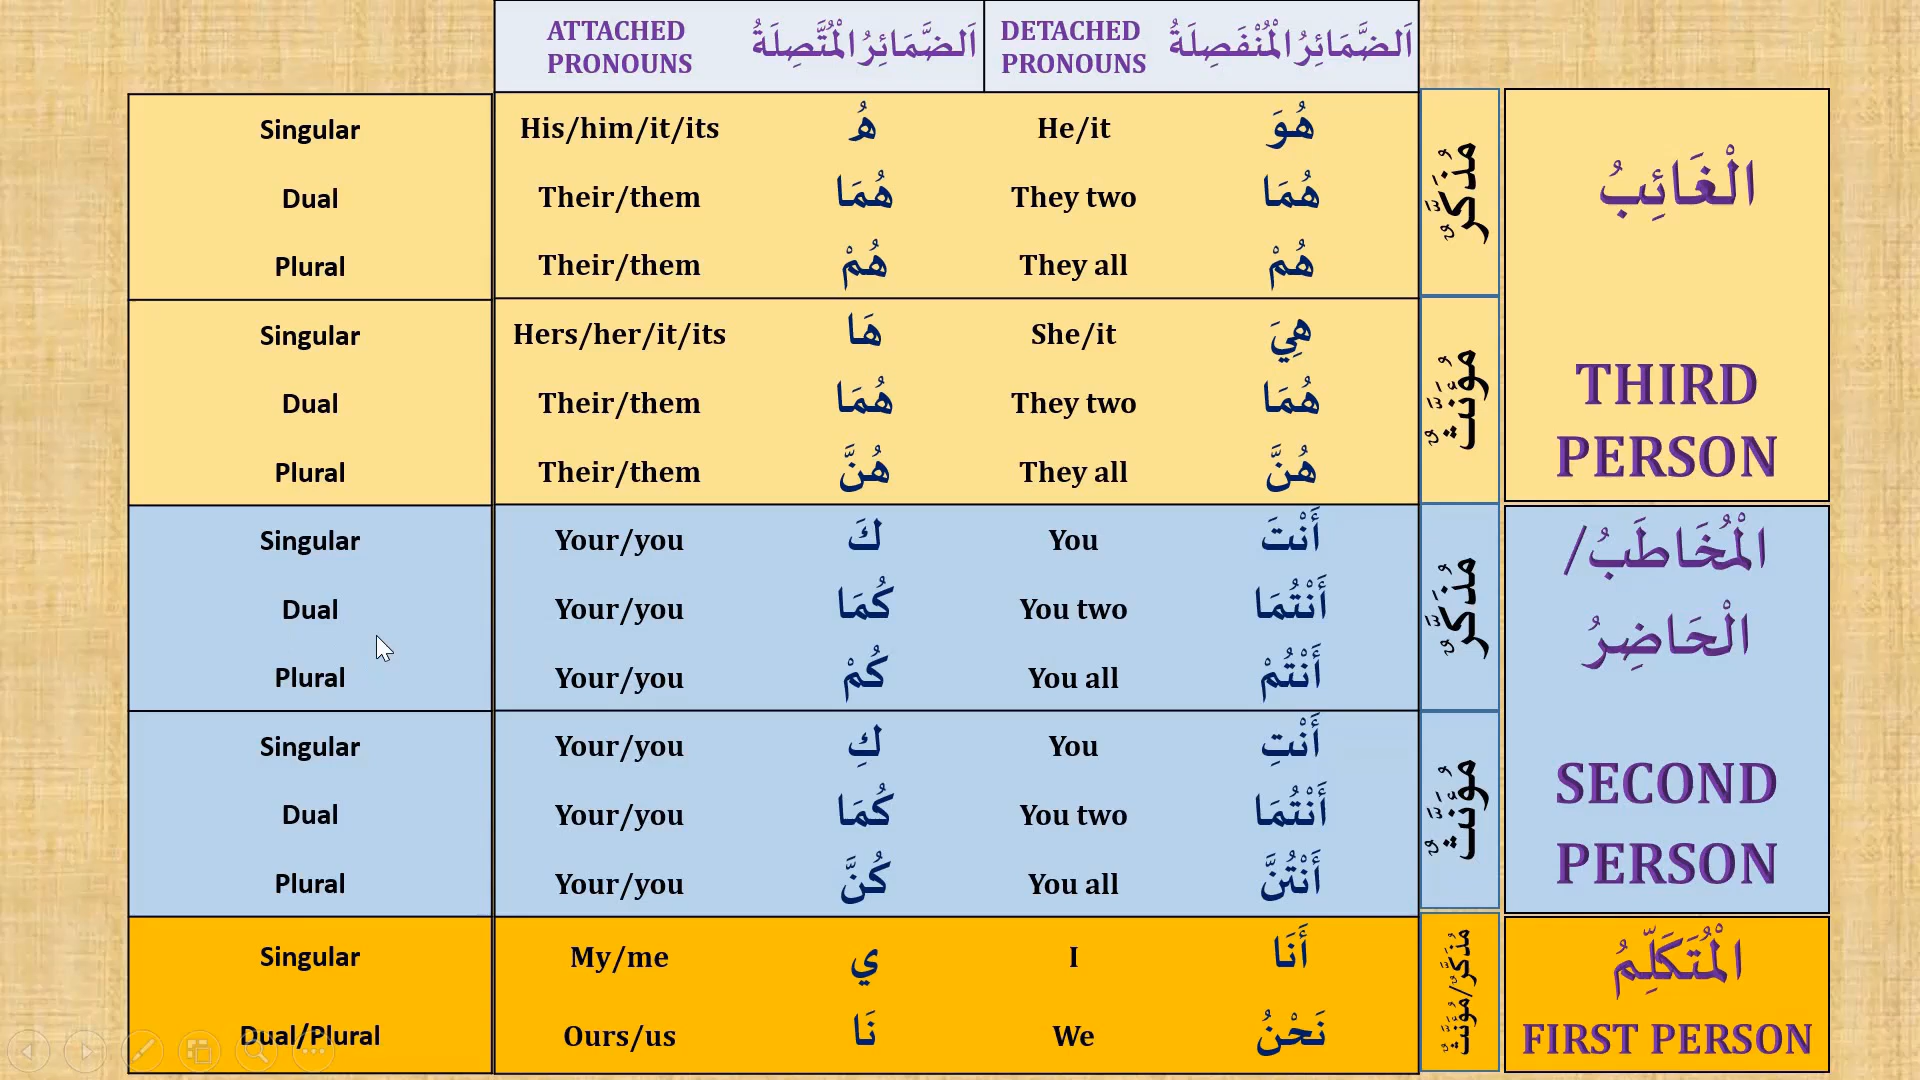 ATTACHED PRONOUNS اَلضَّمَائِرُ الْمُتَّصِلَةُ DETACHED PRONOUNS اَلضَّمَائِرُ الْمُنْفَصِلَةُ
Singular His/him/it/its هُ He/it هُوَ
Dual Their/them هُمَا They two هُمَا
Plural Their/them هُمْ They all هُمْ
مُذَكَّرٌ
Singular Hers/her/it/its هَا She/it هِيَ
Dual Their/them هُمَا They two هُمَا
Plural Their/them هُنَّ They all هُنَّ
مُؤَنَّثٌ
الْغَائِبُ
THIRD
PERSON
Singular Your/you كَ You أَنْتَ
Dual Your/you كُمَا You two أَنْتُمَا
Plural Your/you كُمْ You all أَنْتُمْ
مُذَكَّرٌ
Singular Your/you كِ You أَنْتِ
Dual Your/you كُمَا You two أَنْتُمَا
Plural Your/you كُنَّ You all أَنْتُنَّ
مُؤَنَّثٌ
الْمُخَاطَبُ/
الْحَاضِرُ
SECOND
PERSON
Singular My/me ي I أَنَا
Dual/Plural Ours/us نَا We نَحْنُ
مُذَكَّرٌ/مُؤَنَّثٌ
الْمُتَكَلِّمُ
FIRST PERSON